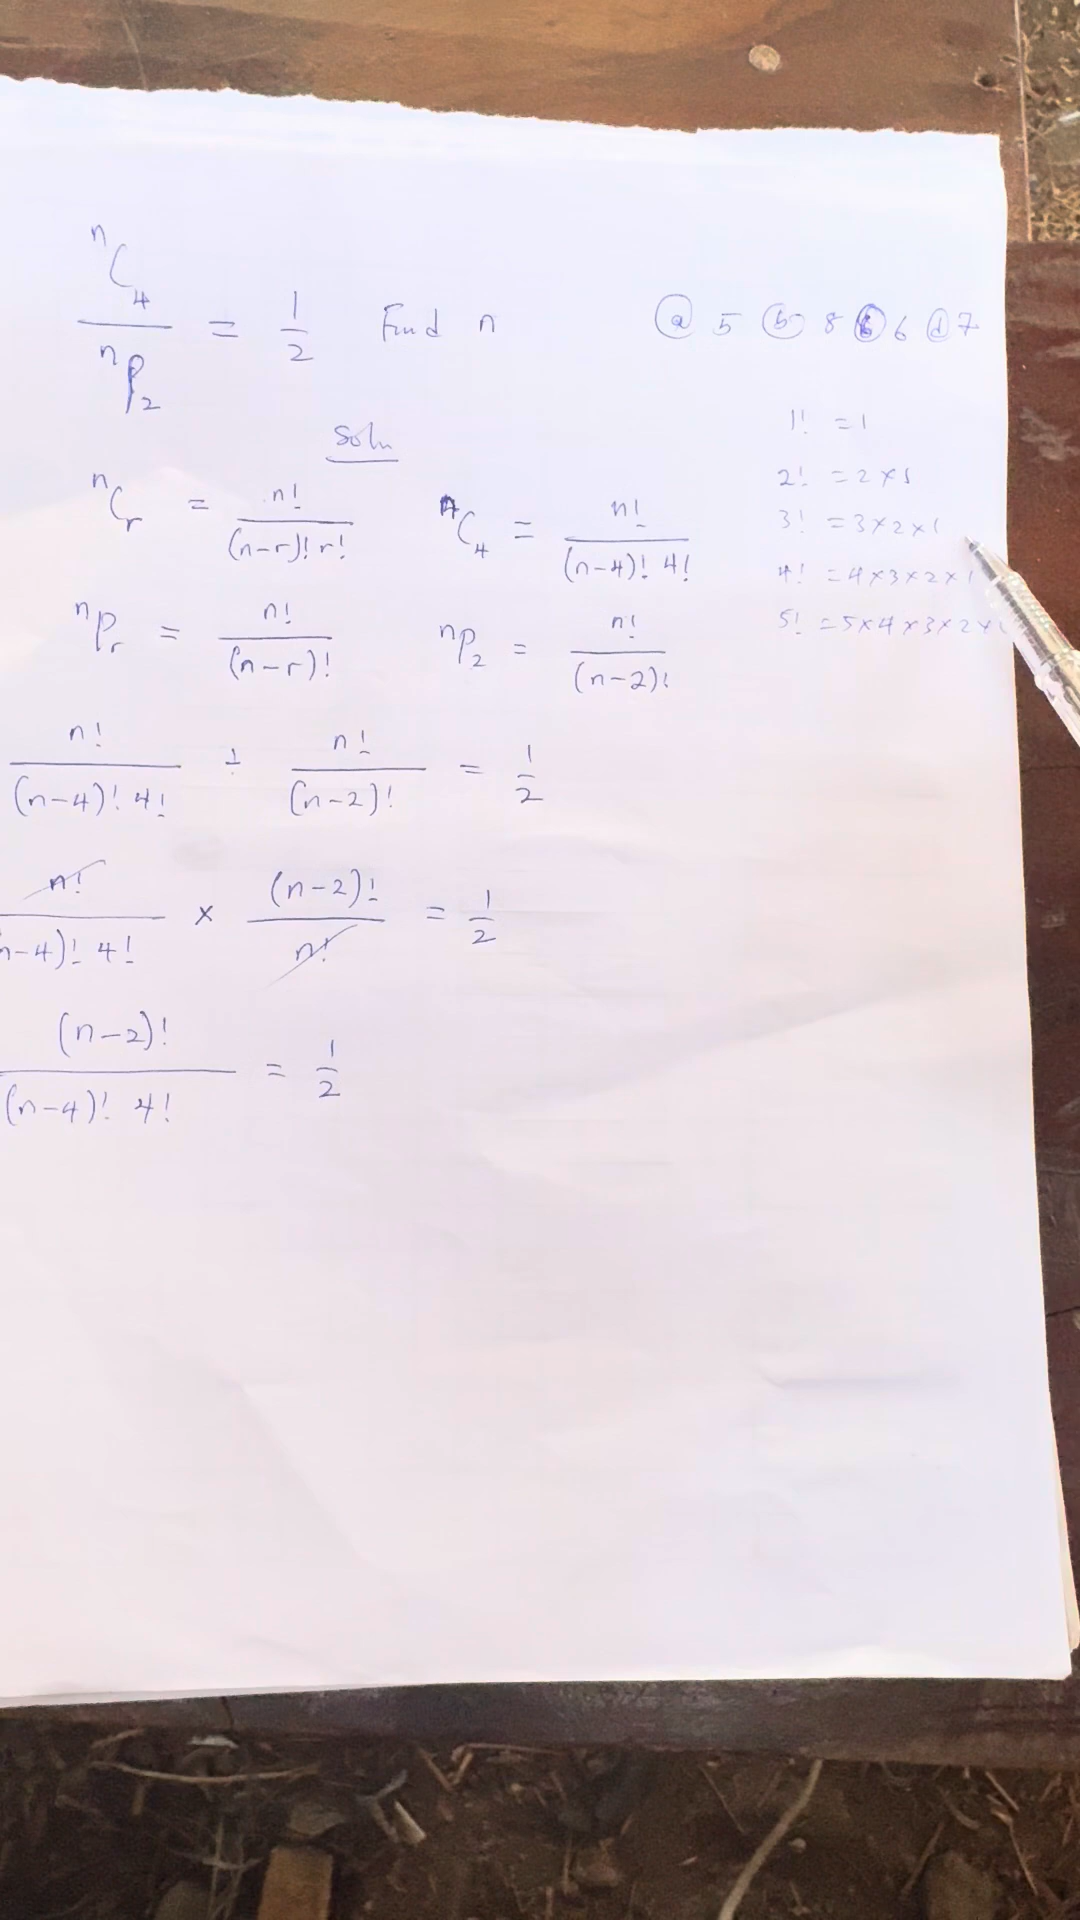 ⁿC₄ / ⁿP₂ = 1/2 Find n (a) 5 (b) 8 (c) 6 (d) 7
Soln
ⁿCᵣ = n! / (n-r)! r! ⁿC₄ = n! / (n-4)! 4!
ⁿPᵣ = n! / (n-r)! ⁿP₂ = n! / (n-2)!
1! = 1
2! = 2×1
3! = 3×2×1
4! = 4×3×2×1
5! = 5×4×3×2×1
n! / (n-4)! 4! ÷ n! / (n-2)! = 1/2
n! / n-4)! 4! × (n-2)! / n! = 1/2
(n-2)! / (n-4)! 4! = 1/2